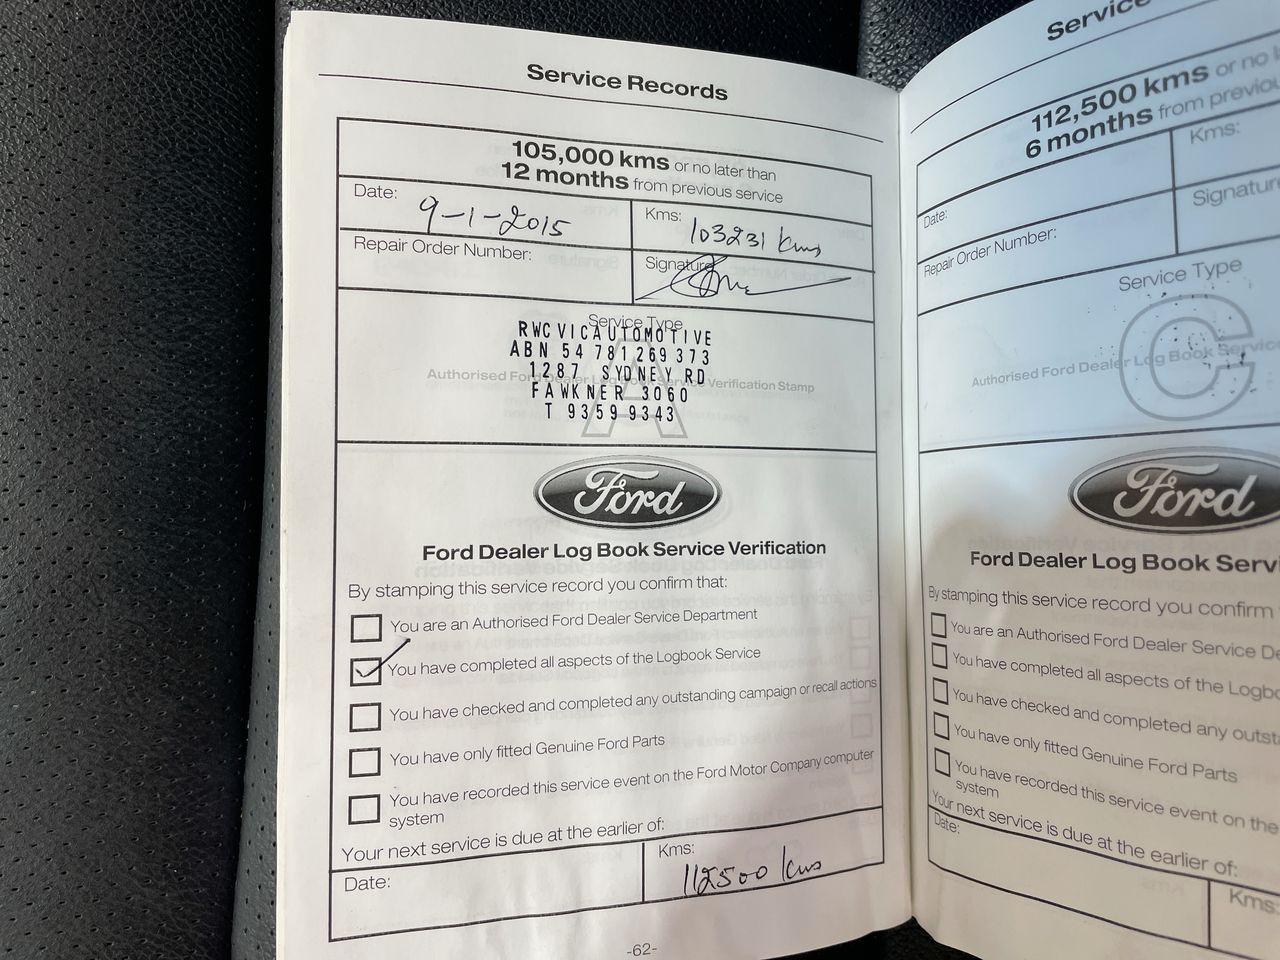 Service Records
105,000 kms or no later than
12 months from previous service
Date: 9-1-2015
Kms: 103231 kms
Repair Order Number:
Signature
Service Type
A
RWC VIC AUTOMOTIVE
ABN 54 781 269 373
1287 SYDNEY RD
FAWKNER 3060
T 9359 9343
Authorised Ford Dealer Log Book Service Verification Stamp
Ford
Ford Dealer Log Book Service Verification
By stamping this service record you confirm that:
You are an Authorised Ford Dealer Service Department
You have completed all aspects of the Logbook Service
You have checked and completed any outstanding campaign or recall actions
You have only fitted Genuine Ford Parts
You have recorded this service event on the Ford Motor Company computer
system
Your next service is due at the earlier of:
Date:
Kms: 112500 kms
-62-
Service
112,500 kms or no
6 months from previou
Date:
Kms:
Repair Order Number:
Signature
Service Type
C
Authorised Ford Dealer Log Book Service
Ford
Ford Dealer Log Book Servi
By stamping this service record you confirm
You are an Authorised Ford Dealer Service De
You have completed all aspects of the Logbo
You have checked and completed any outsta
You have only fitted Genuine Ford Parts
You have recorded this service event on the
system
Your next service is due at the earlier of:
Date:
Kms: